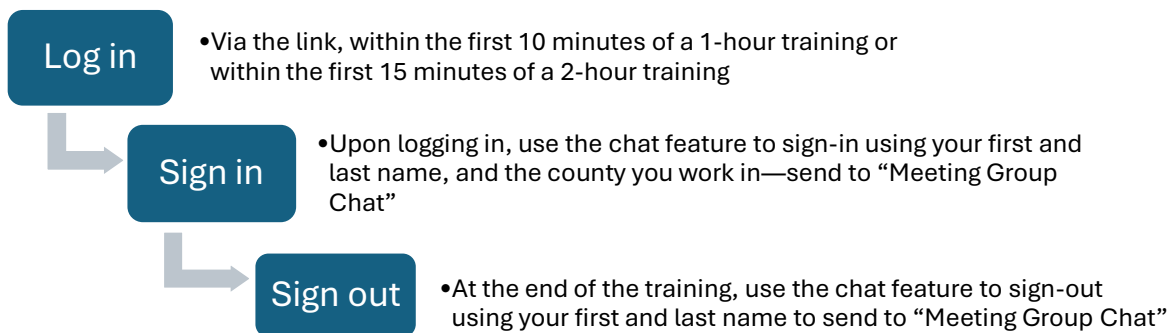 Log in
•Via the link, within the first 10 minutes of a 1-hour training or
within the first 15 minutes of a 2-hour training
Sign in
•Upon logging in, use the chat feature to sign-in using your first and
last name, and the county you work in—send to “Meeting Group
Chat”
Sign out
•At the end of the training, use the chat feature to sign-out
using your first and last name to send to “Meeting Group Chat”